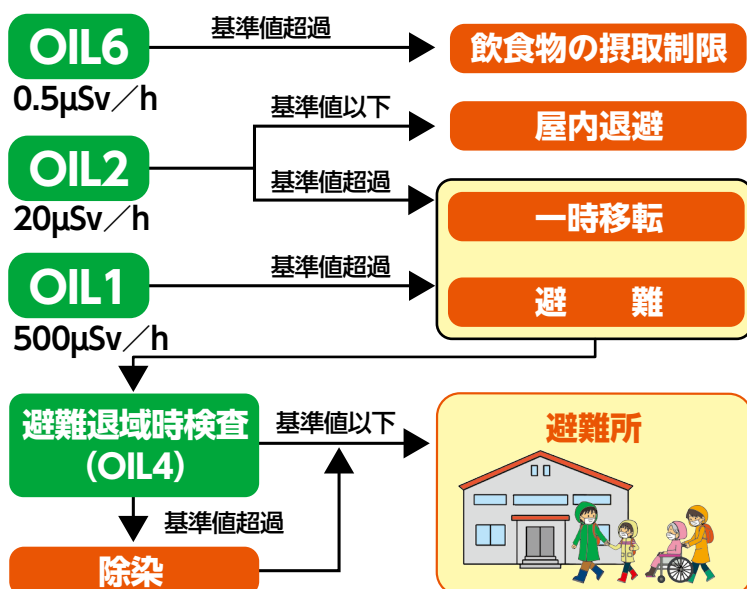 OIL6
基準値超過
飲食物の摂取制限
0.5μSv／h
基準値以下
屋内退避
OIL2
基準値超過
一時移転
20μSv／h
OIL1
基準値超過
避　難
500μSv／h
避難退域時検査
(OIL4)
基準値以下
避難所
基準値超過
除染